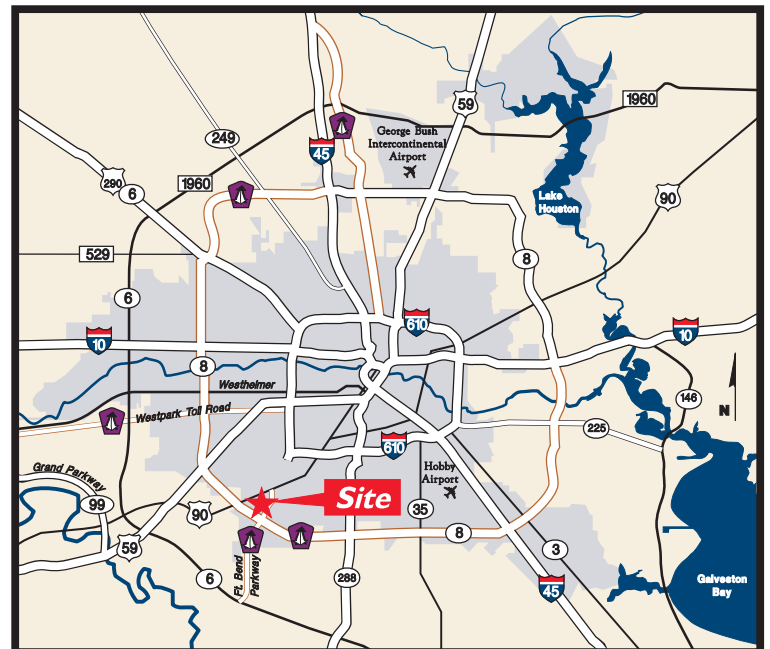 59
1960
George Bush
Intercontinental
Airport
249
45
290
6
1960
Lake
Houston
90
529
8
6
610
10
10
8
Westheimer
146
Westpark Toll Road
N
225
610
Grand Parkway
Hobby
Airport
Site
99
90
35
59
8
3
Ft. Bend
Parkway
6
288
45
Galveston
Bay